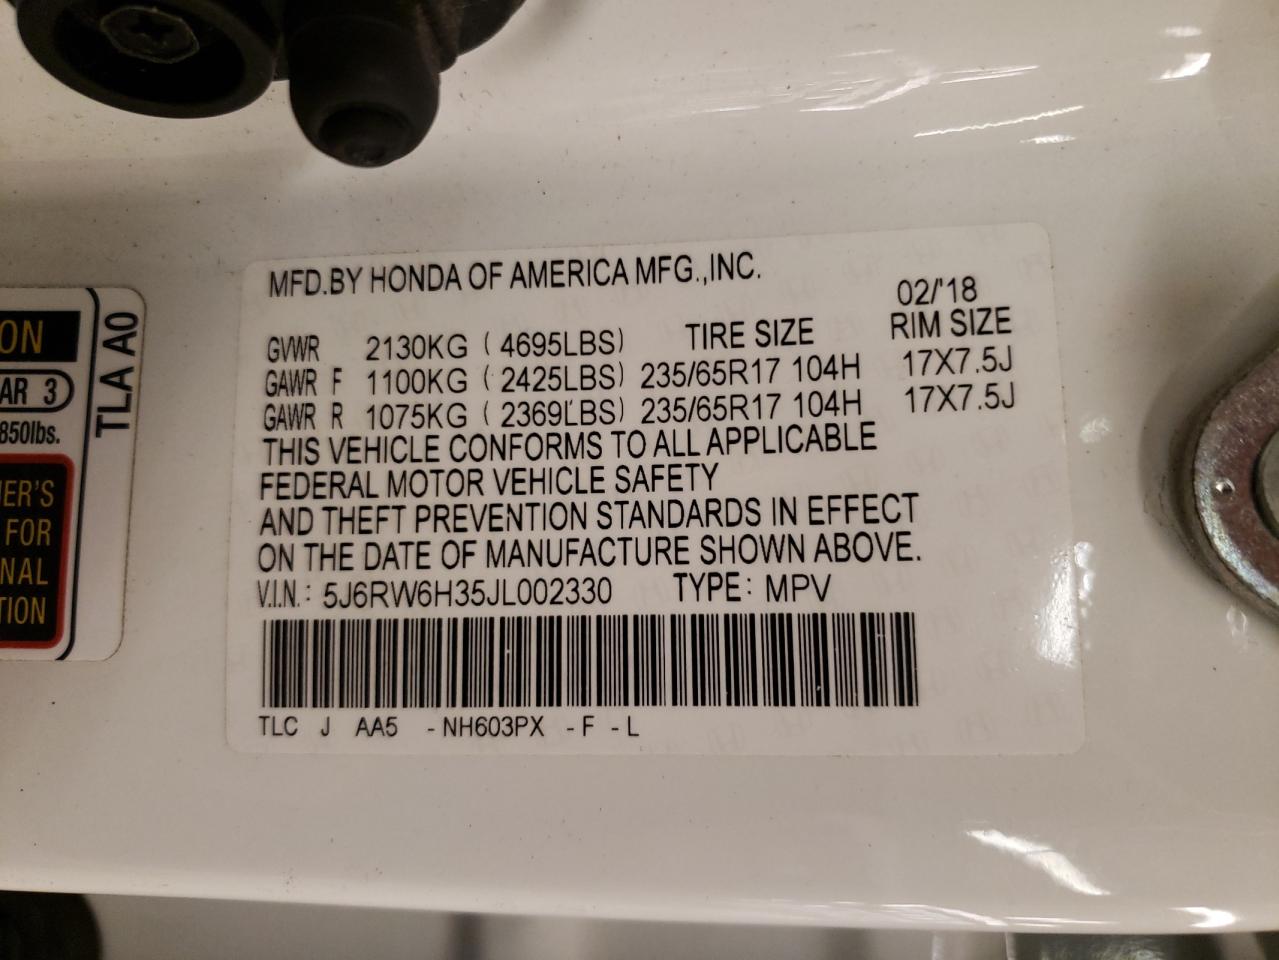 MFD.BY HONDA OF AMERICA MFG.,INC.
02/'18
GVWR 2130KG ( 4695LBS) TIRE SIZE RIM SIZE
GAWR F 1100KG ( 2425LBS) 235/65R17 104H 17X7.5J
GAWR R 1075KG ( 2369LBS) 235/65R17 104H 17X7.5J
THIS VEHICLE CONFORMS TO ALL APPLICABLE
FEDERAL MOTOR VEHICLE SAFETY
AND THEFT PREVENTION STANDARDS IN EFFECT
ON THE DATE OF MANUFACTURE SHOWN ABOVE.
V.I.N.: 5J6RW6H35JL002330 TYPE: MPV
TLC J AA5 -NH603PX -F -L
ON
AR 3
850lbs.
ER'S
FOR
NAL
TION
TLA A0